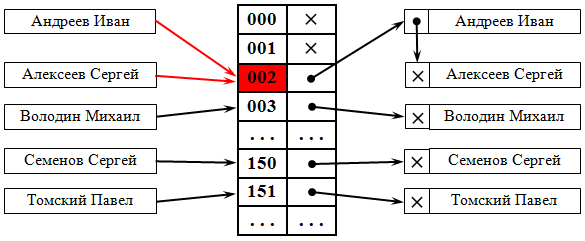 Андреев Иван
Алексеев Сергей
Володин Михаил
Семенов Сергей
Томский Павел
000 ×
001 ×
002
003
... ...
150
151
... ...
Андреев Иван
× Алексеев Сергей
× Володин Михаил
× Семенов Сергей
× Томский Павел